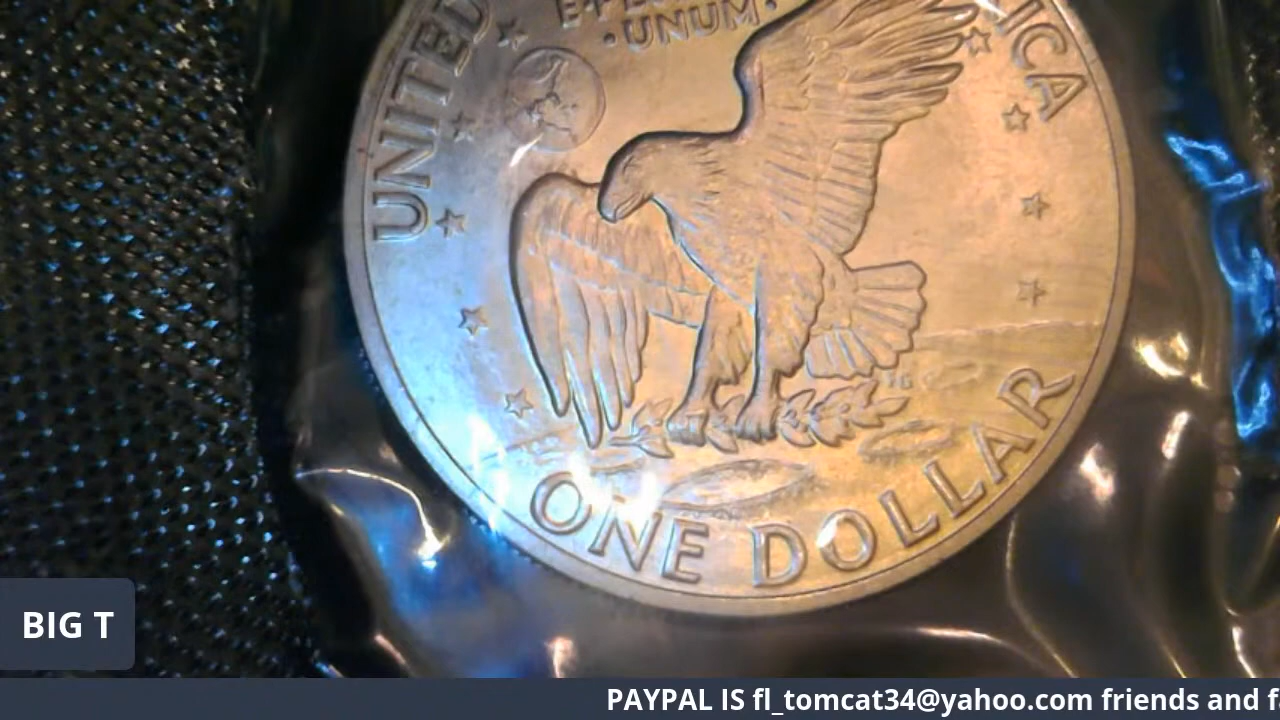 UNITED
ICA
UNUM
ONE DOLLAR
BIG T
PAYPAL IS fl_tomcat34@yahoo.com friends and f